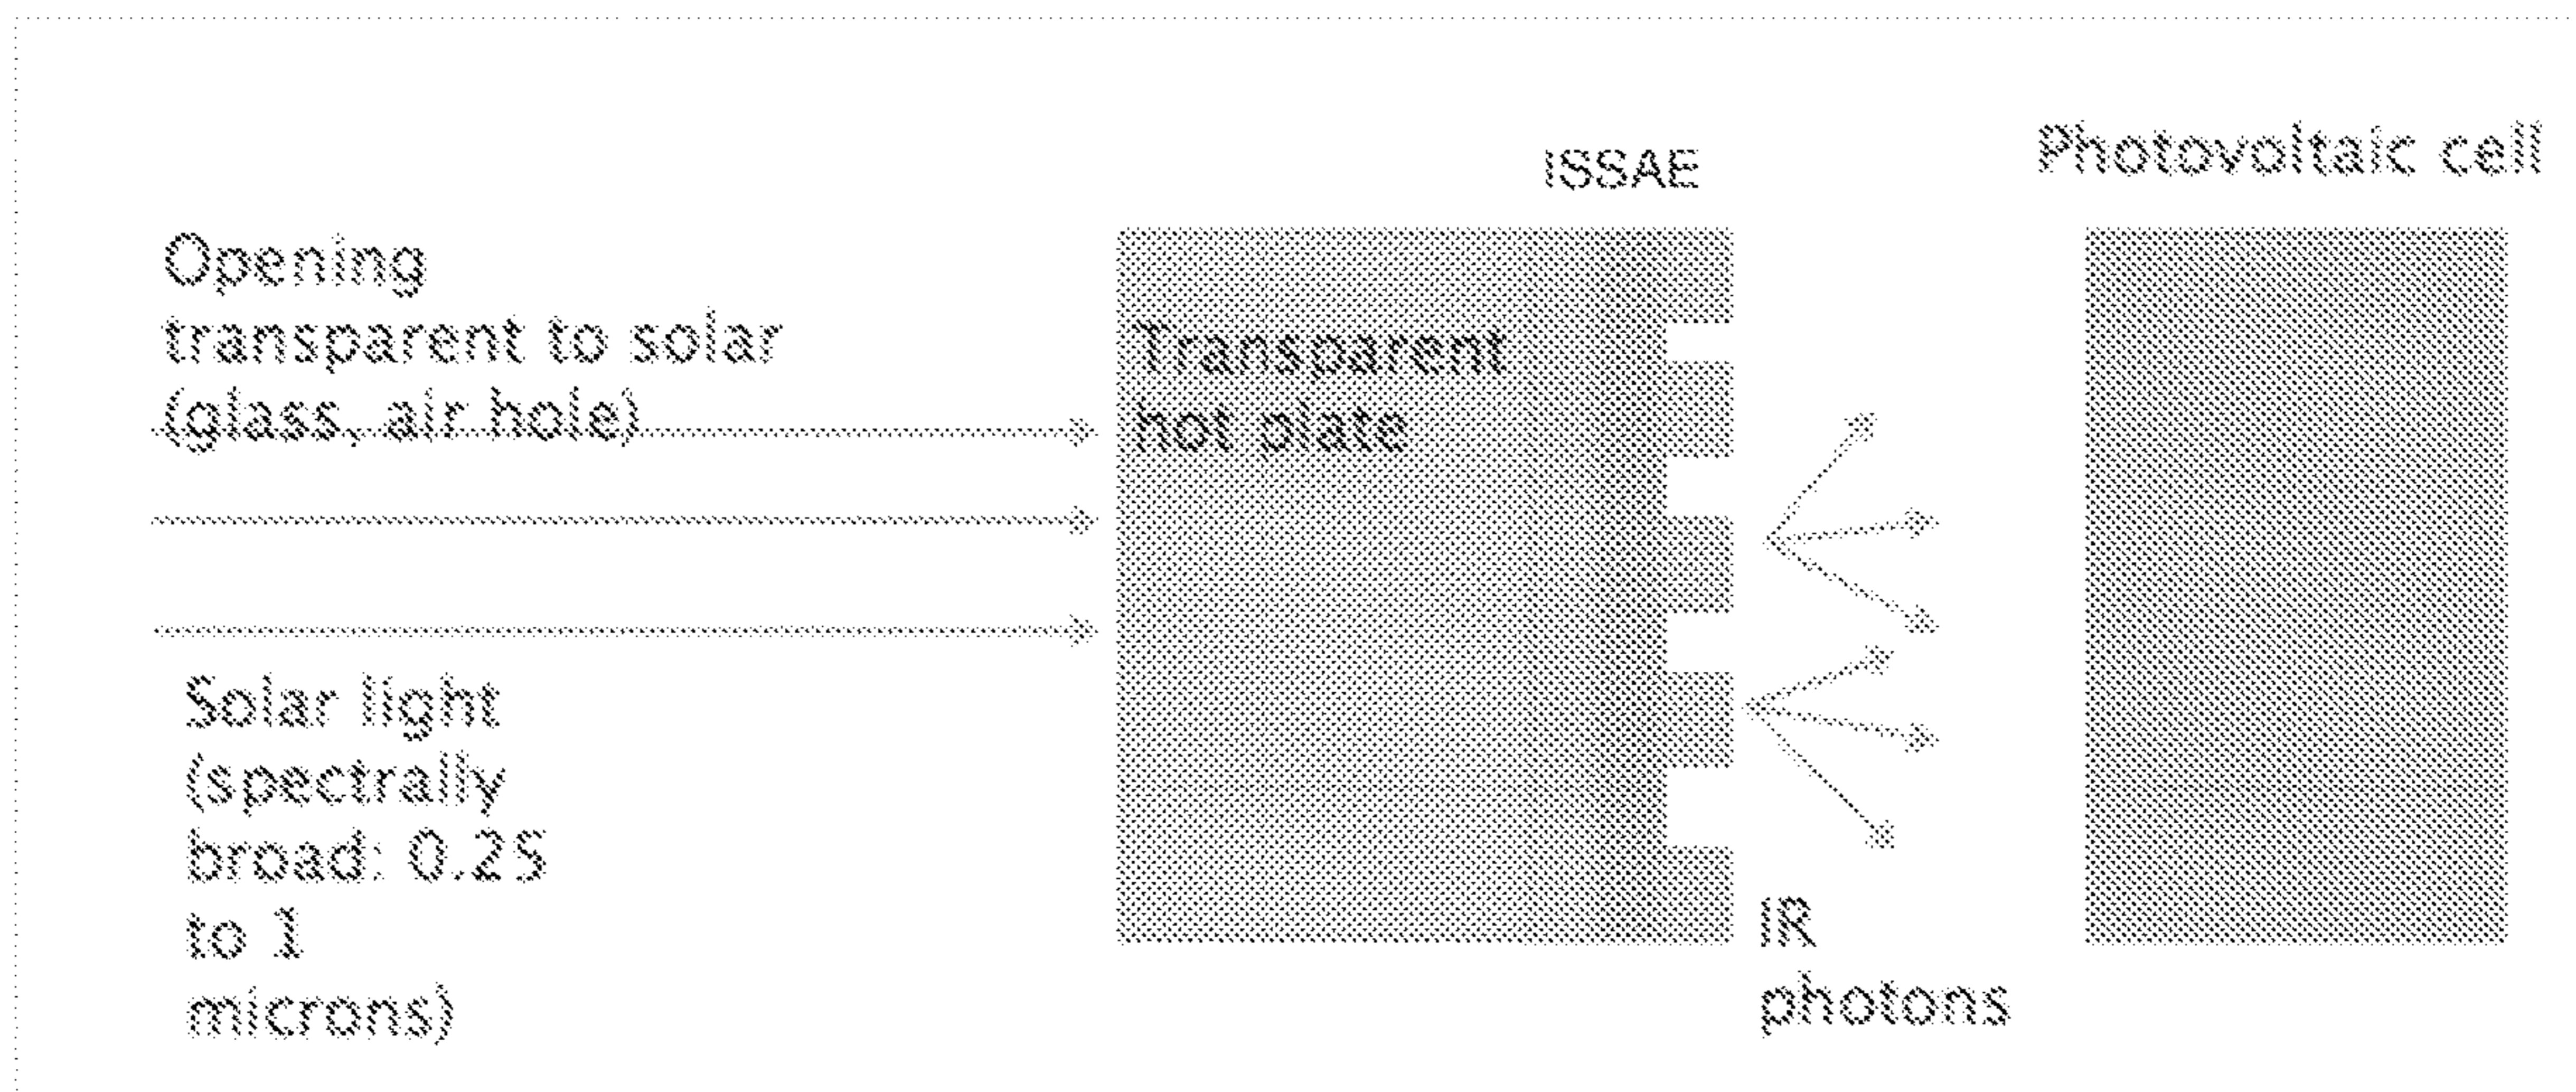 ISSAE
Photovoltaic cell
Opening
transparent to solar
(glass, air hole)
Transparent
hot plate
Solar light
(spectrally
broad: 0.25
to 1
microns)
IR
photons